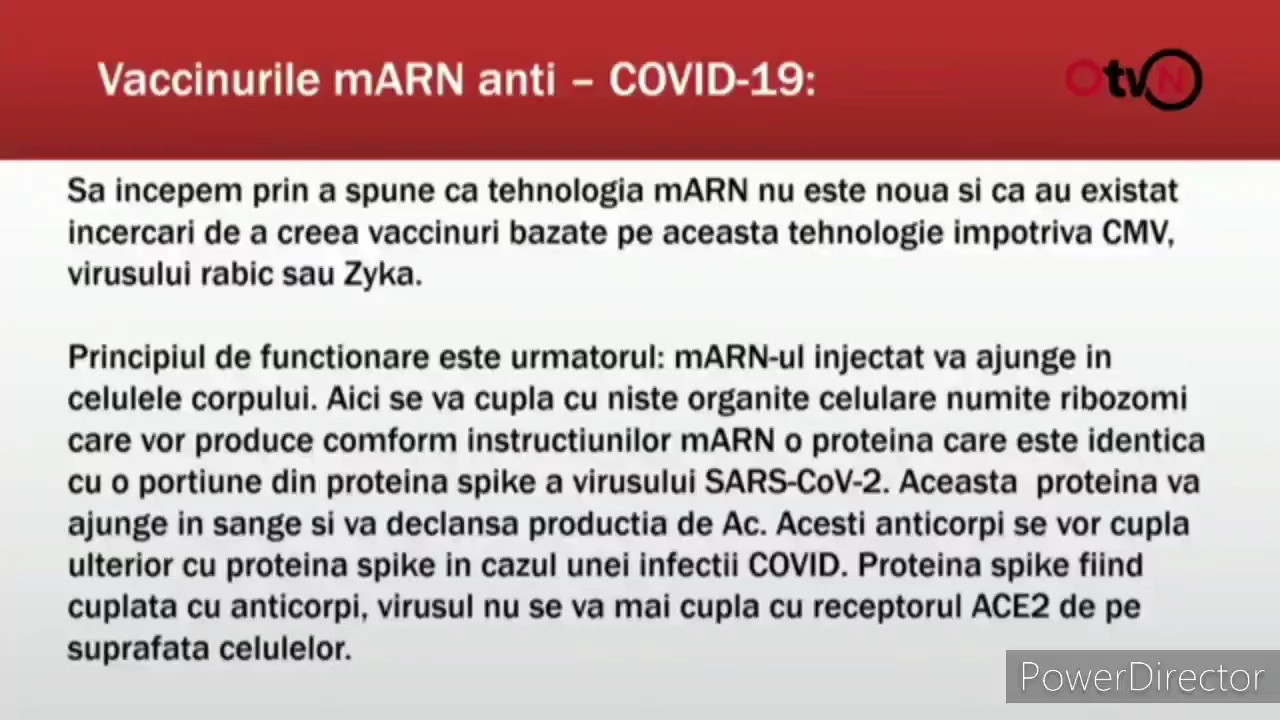 Vaccinurile mARN anti – COVID-19:
OtvN
Sa incepem prin a spune ca tehnologia mARN nu este noua si ca au existat
incercari de a creea vaccinuri bazate pe aceasta tehnologie impotriva CMV,
virusului rabic sau Zyka.
Principiul de functionare este urmatorul: mARN-ul injectat va ajunge in
celulele corpului. Aici se va cupla cu niste organite celulare numite ribozomi
care vor produce comform instructiunilor mARN o proteina care este identica
cu o portiune din proteina spike a virusului SARS-CoV-2. Aceasta  proteina va
ajunge in sange si va declansa productia de Ac. Acesti anticorpi se vor cupla
ulterior cu proteina spike in cazul unei infectii COVID. Proteina spike fiind
cuplata cu anticorpi, virusul nu se va mai cupla cu receptorul ACE2 de pe
suprafata celulelor.
PowerDirector